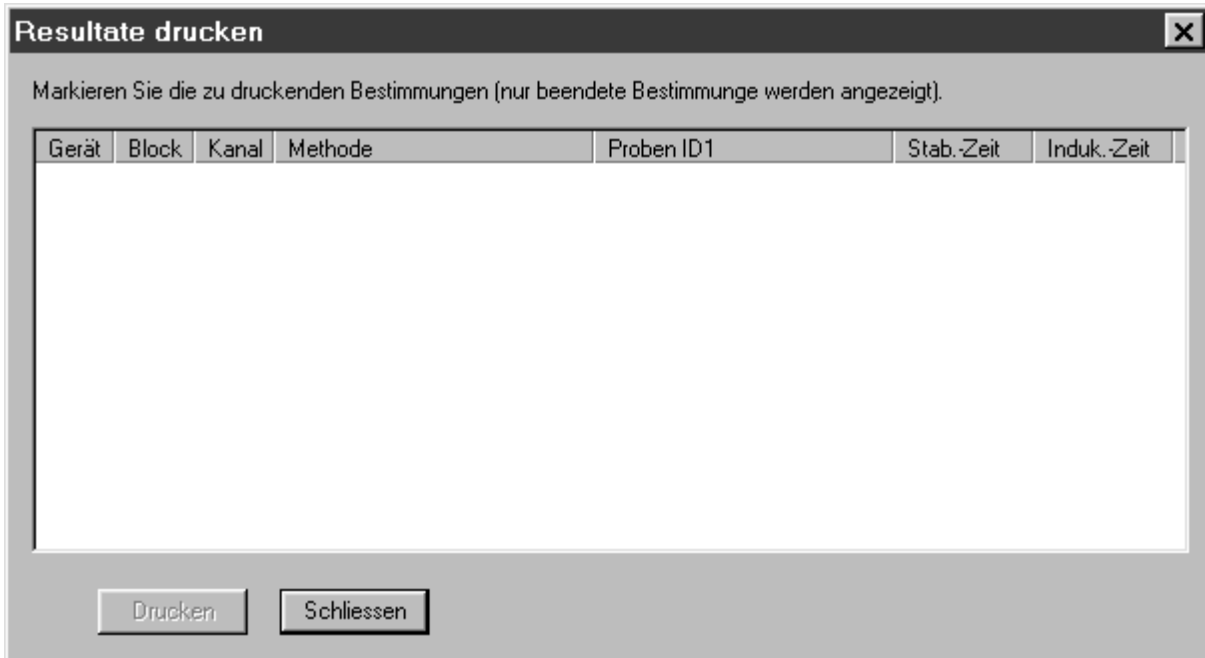 Resultate drucken
Markieren Sie die zu druckenden Bestimmungen (nur beendete Bestimmunge werden angezeigt).
Gerät Block Kanal Methode Proben ID1 Stab.-Zeit Induk.-Zeit
Drucken Schliessen